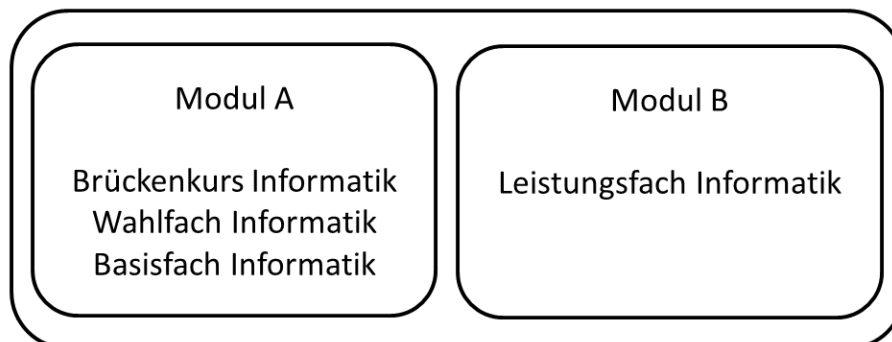 Modul A
Brückenkurs Informatik
Wahlfach Informatik
Basisfach Informatik
Modul B
Leistungsfach Informatik